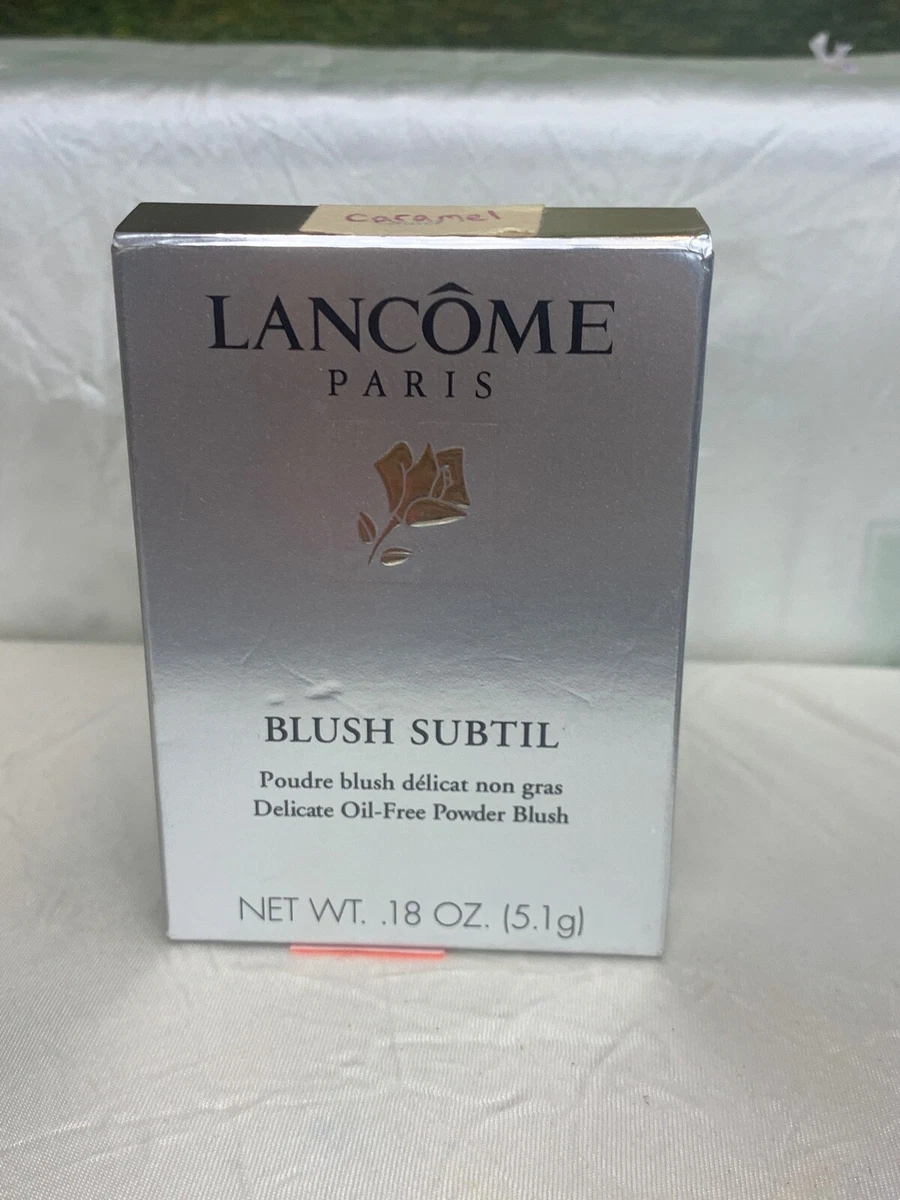 caramel
LANCÔME
PARIS
BLUSH SUBTIL
Poudre blush délicat non gras
Delicate Oil-Free Powder Blush
NET WT. .18 OZ. (5.1g)